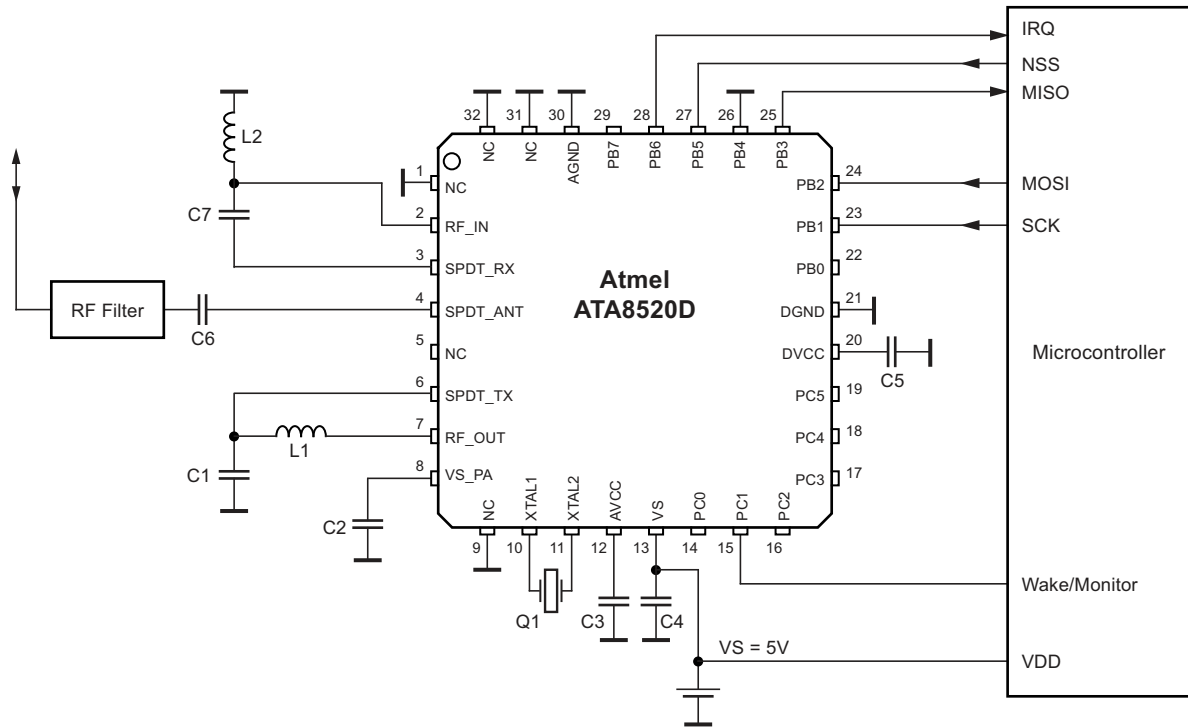 IRQ
NSS
MISO
32 31 30 29 28 27 26 25
L2
NC NC AGND PB7 PB6 PB5 PB4 PB3
1 NC
PB2 24 MOSI
C7
2 RF_IN
PB1 23 SCK
3 SPDT_RX
PB0 22
Atmel
ATA8520D
RF Filter
4 SPDT_ANT
DGND 21
C6
5 NC
DVCC 20
C5
Microcontroller
6 SPDT_TX
PC5 19
7 RF_OUT
L1
PC4 18
C1
8 VS_PA
PC3 17
NC XTAL1 XTAL2 AVCC VS PC0 PC1 PC2
C2
9 10 11 12 13 14 15 16
Wake/Monitor
Q1 C3 C4
VS = 5V
VDD